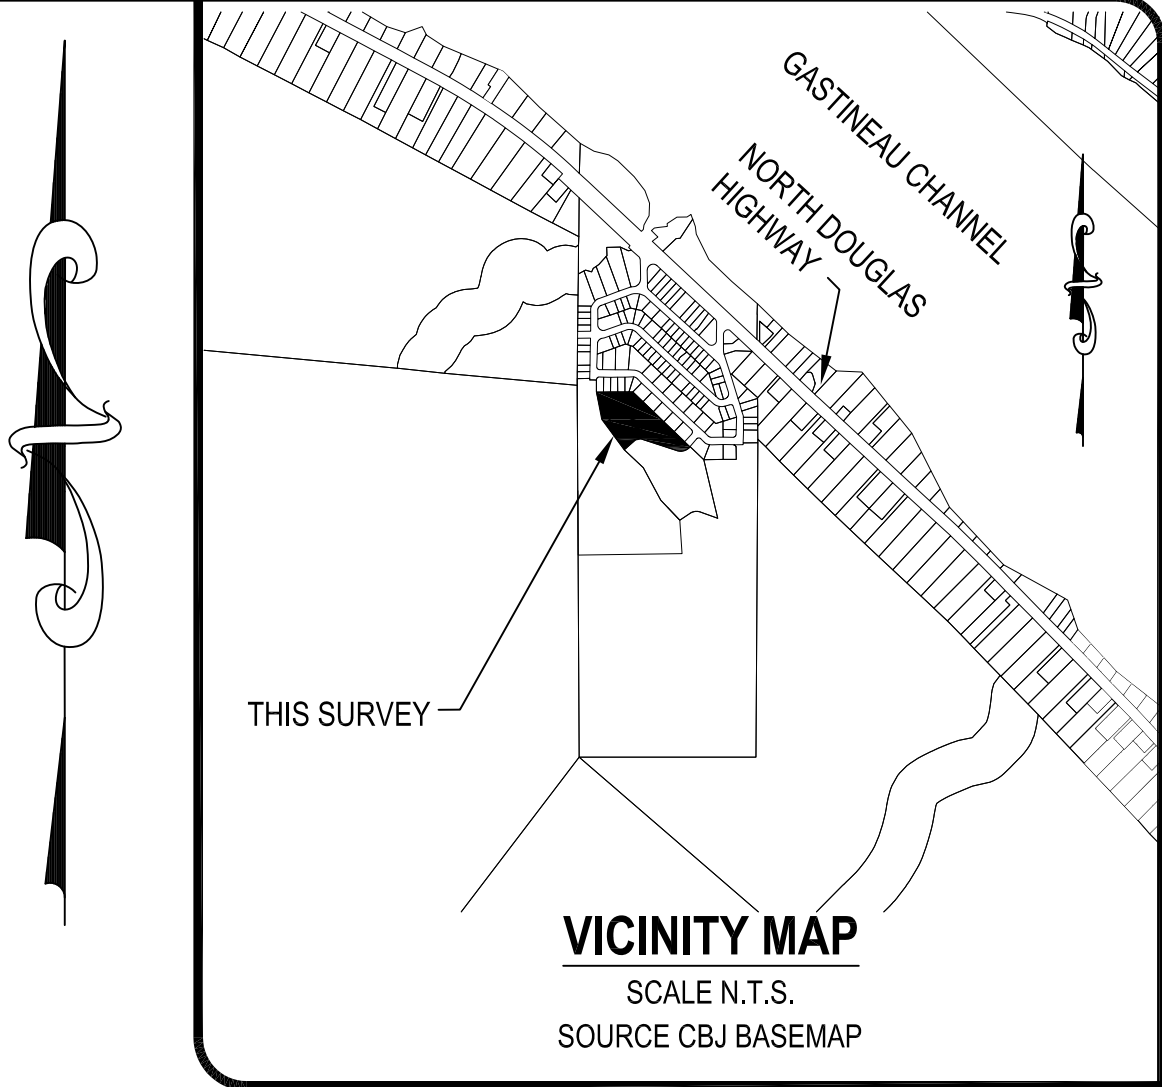 GASTINEAU CHANNEL
NORTH DOUGLAS
HIGHWAY
THIS SURVEY
VICINITY MAP
SCALE N.T.S.
SOURCE CBJ BASEMAP